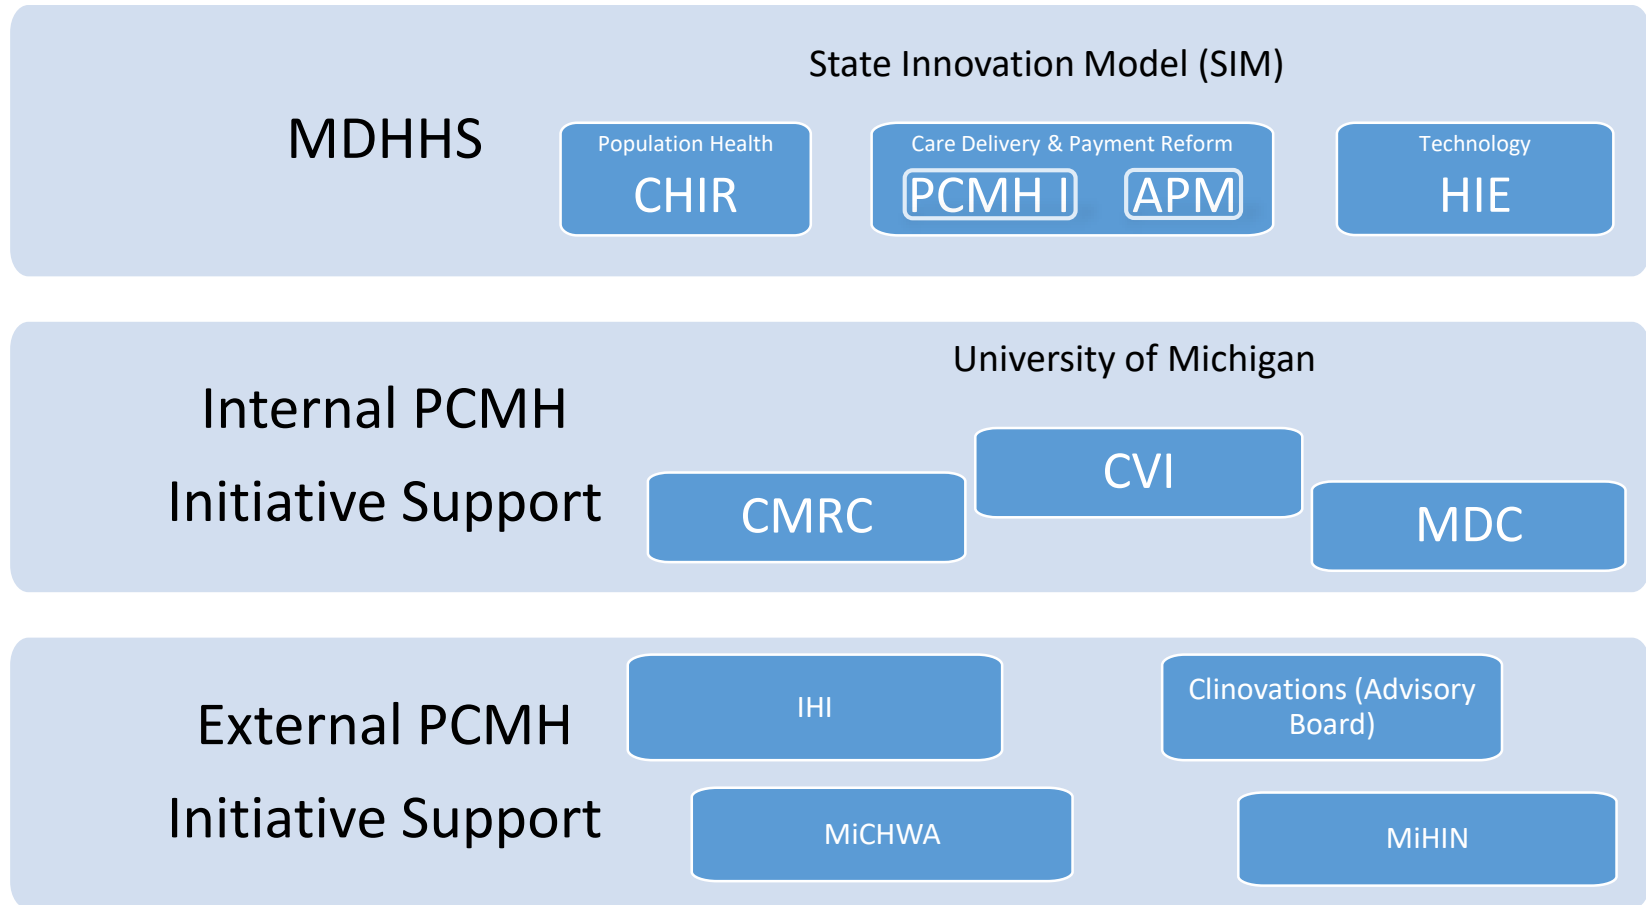 State Innovation Model (SIM)
MDHHS
Population Health
CHIR
Care Delivery & Payment Reform
PCMH I
APM
Technology
HIE
University of Michigan
Internal PCMH
Initiative Support
CMRC
CVI
MDC
External PCMH
Initiative Support
IHI
Clinovations (Advisory
Board)
MiCHWA
MiHIN